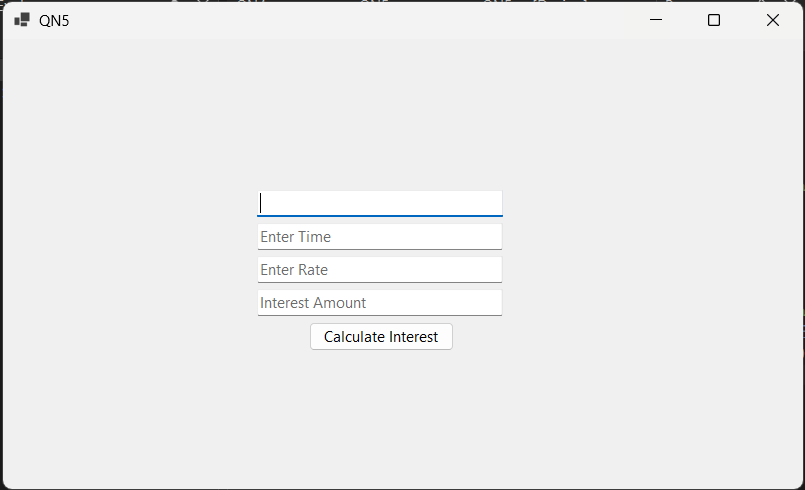 QN5
Enter Time
Enter Rate
Interest Amount
Calculate Interest